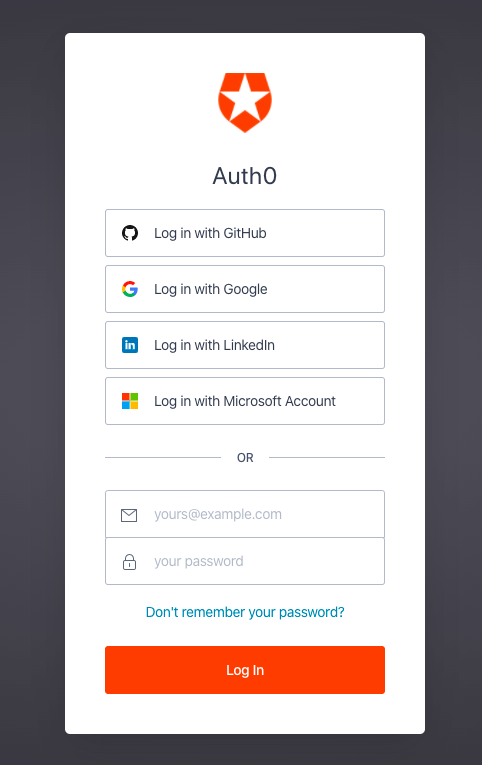 Auth0
Log in with GitHub
Log in with Google
in
Log in with LinkedIn
Log in with Microsoft Account
OR
yours@example.com
your password
Don't remember your password?
Log In